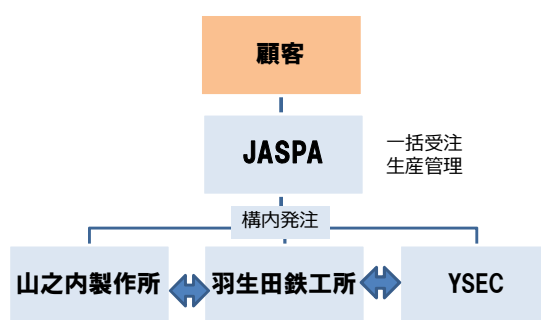 顧客
JASPA
一括受注
生産管理
構内発注
山之内製作所
羽生田鉄工所
YSEC